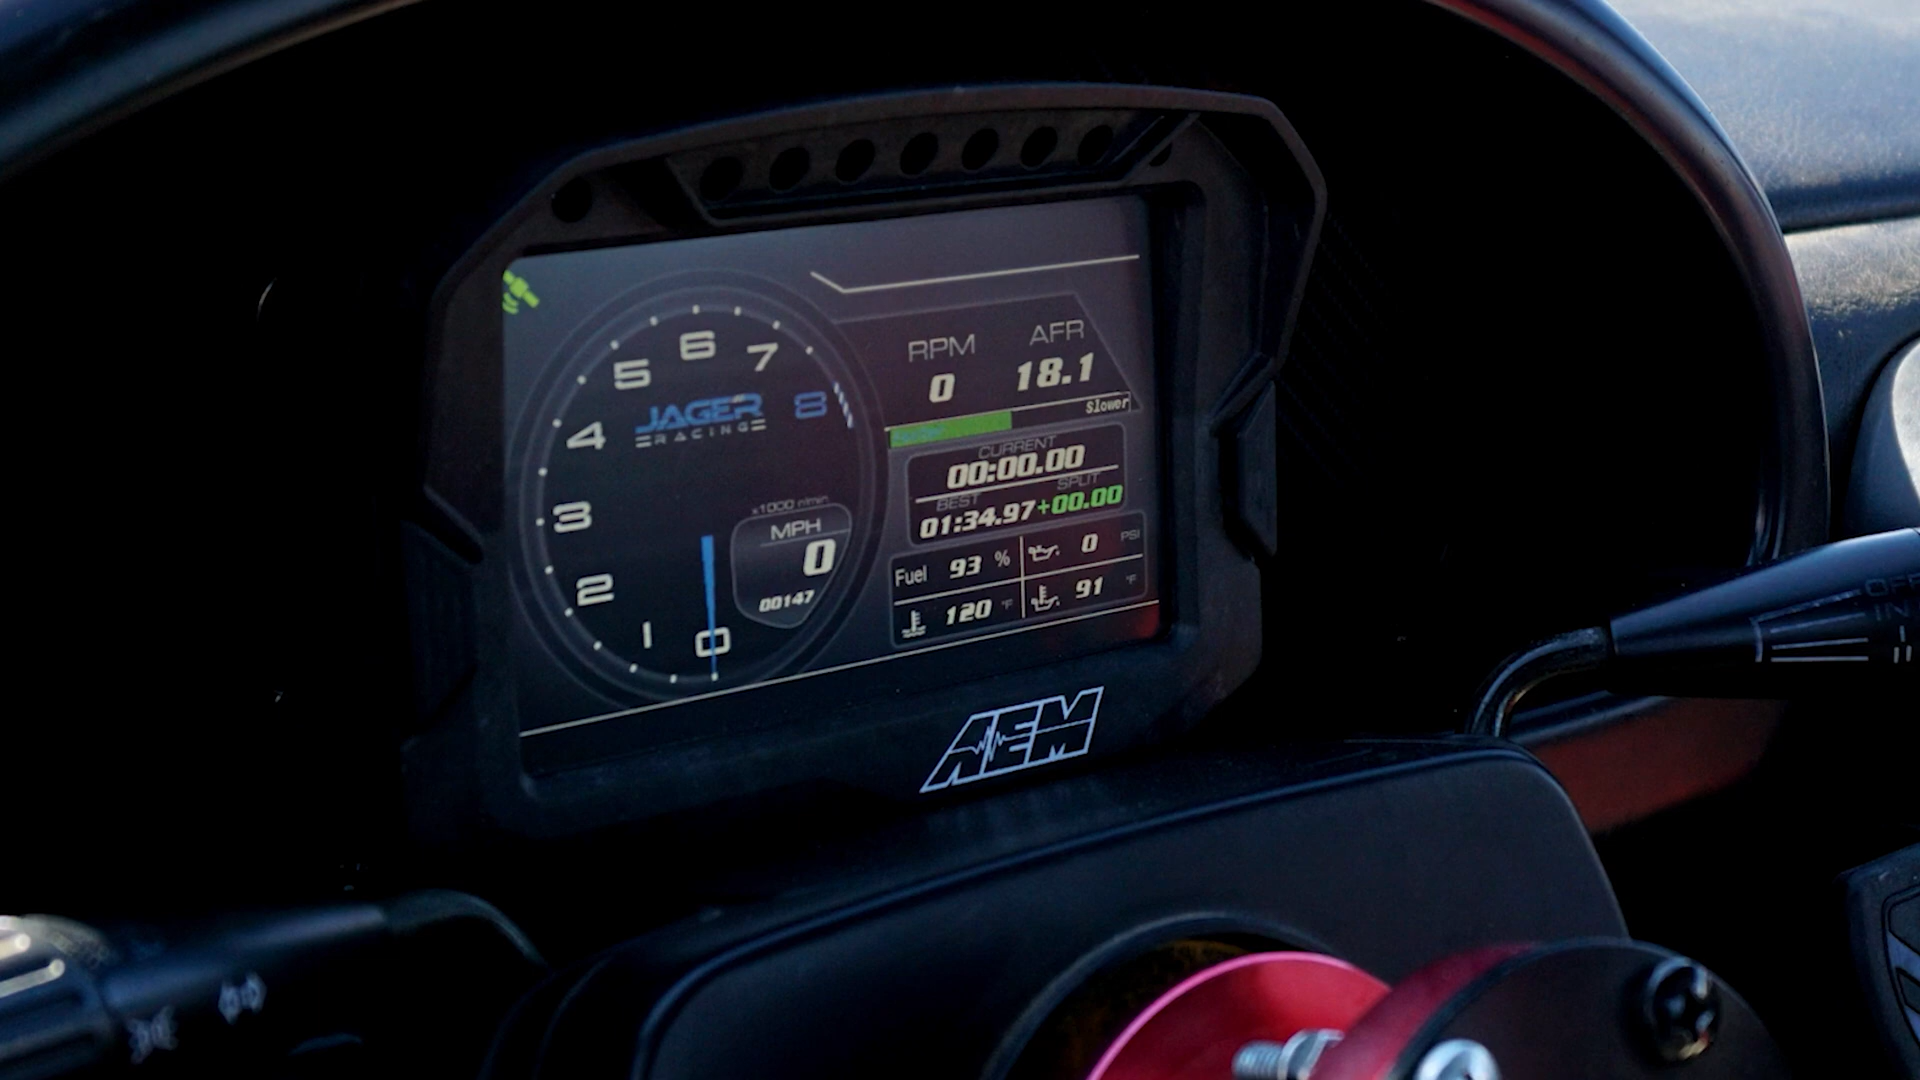 6
5
7
4
8
JAGER
RACING
3
2
1
0
x1000 r/min
MPH
0
00147
RPM
AFR
0
18.1
Slower
CURRENT
00:00.00
BEST
SPLIT
01:34.97
+00.00
Fuel 93 %
0 PSI
120 °F
91 °F
AEM
OFF